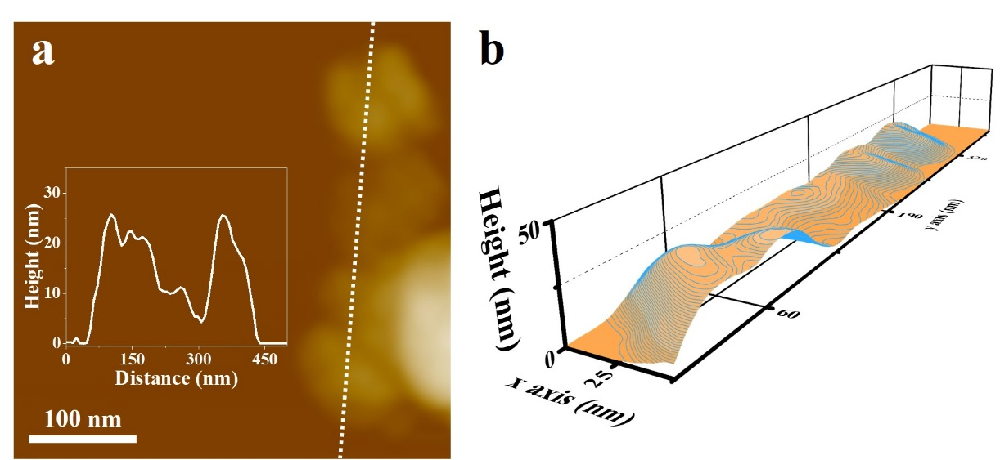 a
30
20
10
0
Height (nm)
0 150 300 450
Distance (nm)
100 nm
b
50
0
Height (nm)
25
x axis (nm)
60
190
y axis (nm)
320